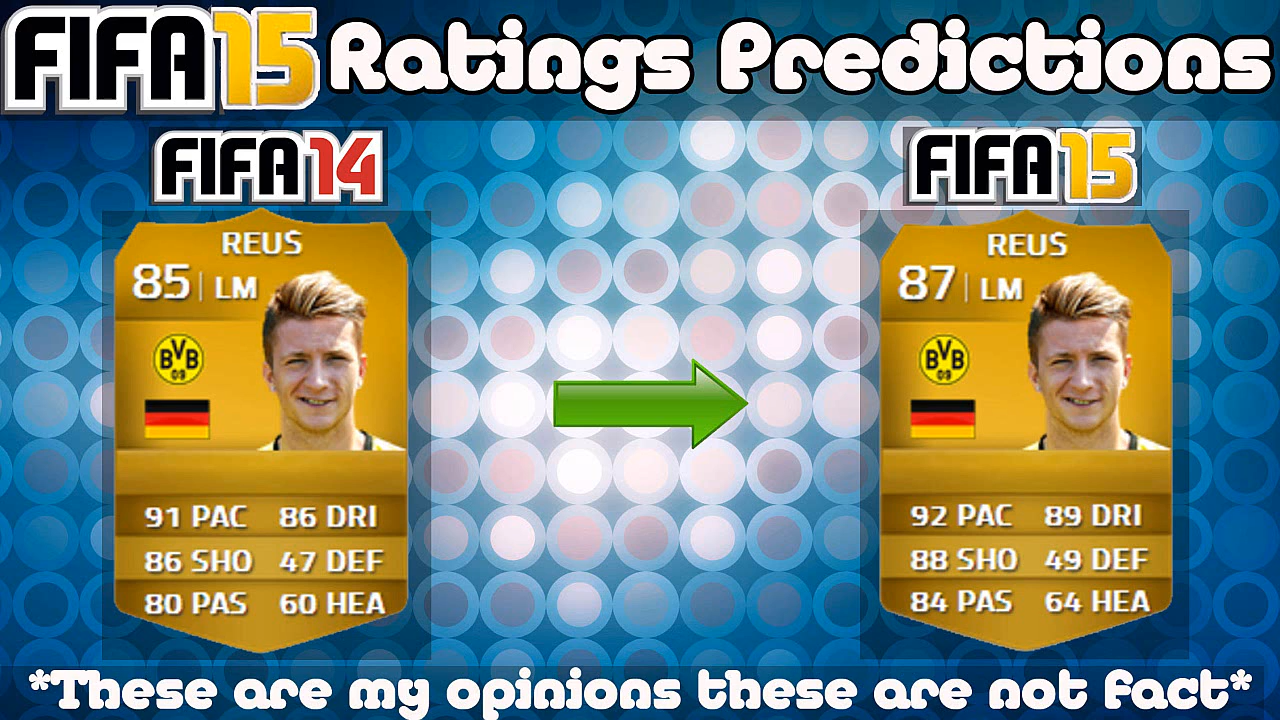 FIFA 15 Ratings Predictions
FIFA 14
FIFA 15
REUS
85 | LM
BVB
09
91 PAC 86 DRI
86 SHO 47 DEF
80 PAS 60 HEA
REUS
87 | LM
BVB
09
92 PAC 89 DRI
88 SHO 49 DEF
84 PAS 64 HEA
*These are my opinions these are not fact*